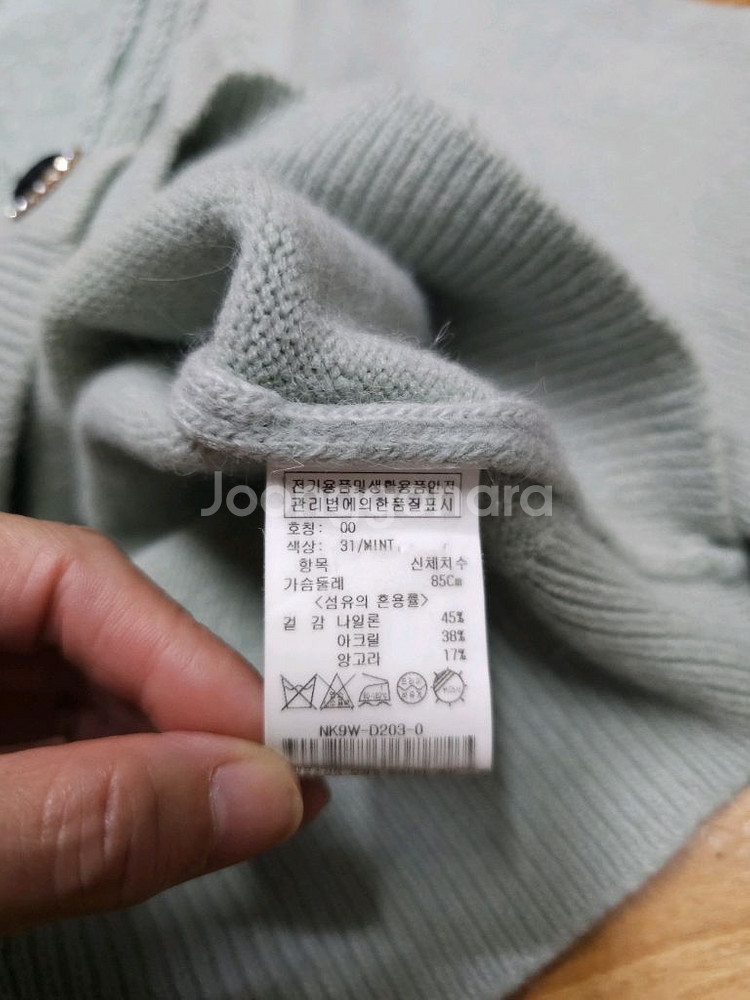 전기용품및생활용품안전
관리법에의한품질표시
호칭: 00
색상: 31/MINT
항목 신체치수
가슴둘레 85Cm
<섬유의 혼용률>
겉 감 나일론 45%
아크릴 38%
앙고라 17%
NK9W-D203-0